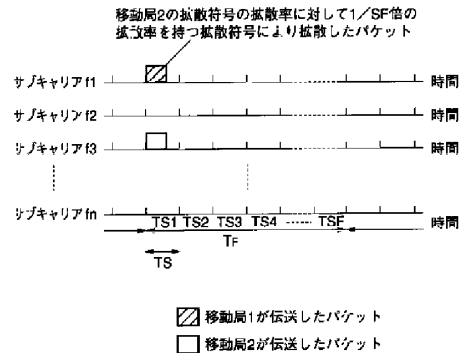 移動局2の拡散符号の拡散率に対して1/SF倍の
拡散率を持つ拡散符号により拡散したパケット
サブキャリアf1
時間
サブキャリアf2
時間
サブキャリアf3
時間
サブキャリアfn
TS1 TS2 TS3 TS4 TSF
時間
TF
TS
移動局1が伝送したパケット
移動局2が伝送したパケット